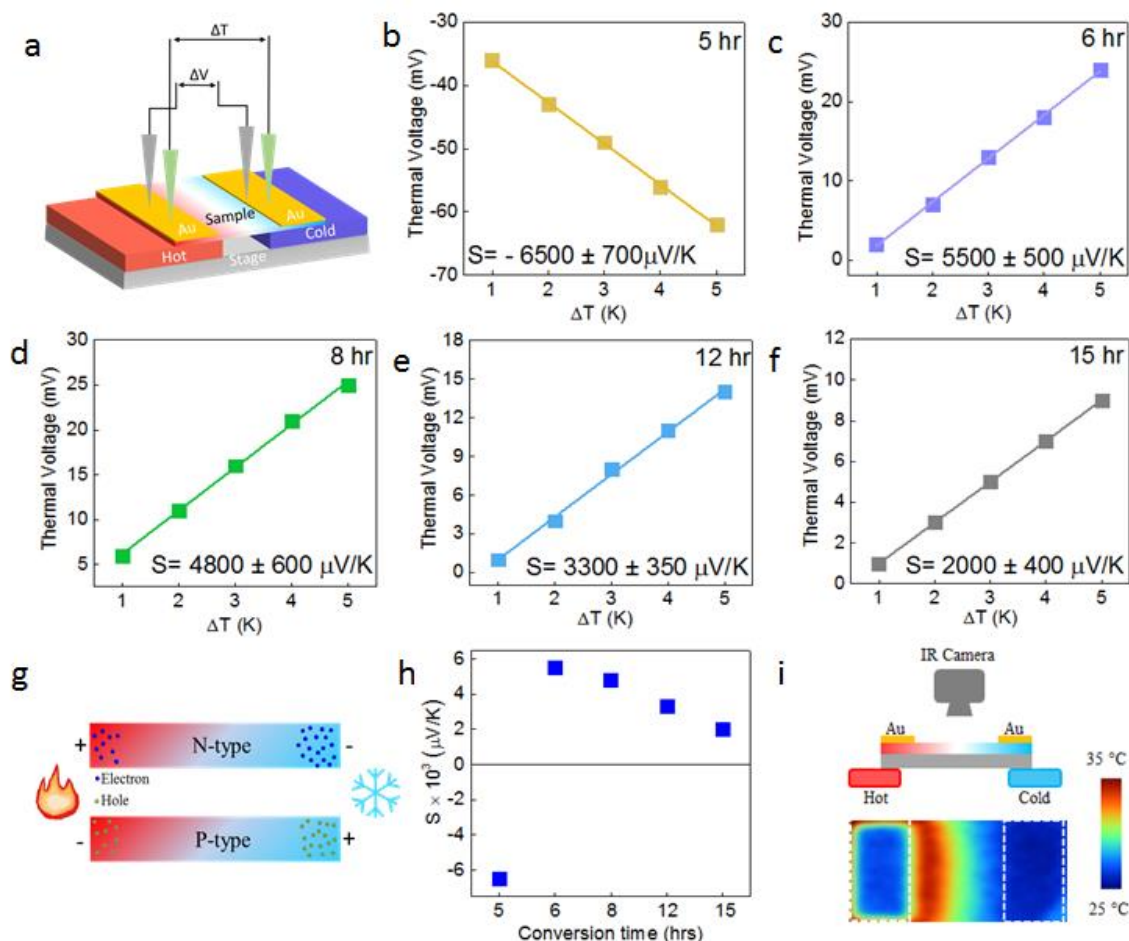 a
ΔT
ΔV
Au
Sample
Au
Hot
Stage
Cold
b
5 hr
Thermal Voltage (mV)
-30
-40
-50
-60
-70
S= - 6500 ± 700μV/K
1 2 3 4 5
ΔT (K)
c
6 hr
Thermal Voltage (mV)
30
20
10
0
S= 5500 ± 500 μV/K
1 2 3 4 5
ΔT (K)
d
8 hr
Thermal Voltage (mV)
30
25
20
15
10
5
S= 4800 ± 600 μV/K
1 2 3 4 5
ΔT (K)
e
12 hr
Thermal Voltage (mV)
18
15
12
9
6
3
0
S= 3300 ± 350 μV/K
1 2 3 4 5
ΔT (K)
f
15 hr
Thermal Voltage (mV)
12
10
8
6
4
2
0
S= 2000 ± 400 μV/K
1 2 3 4 5
ΔT (K)
g
+ N-type -
Electron
Hole
- P-type +
h
S × 10³ (μV/K)
6
4
2
0
-2
-4
-6
5 6 8 12 15
Conversion time (hrs)
i
IR Camera
Au Au
Hot Cold
35 °C
25 °C